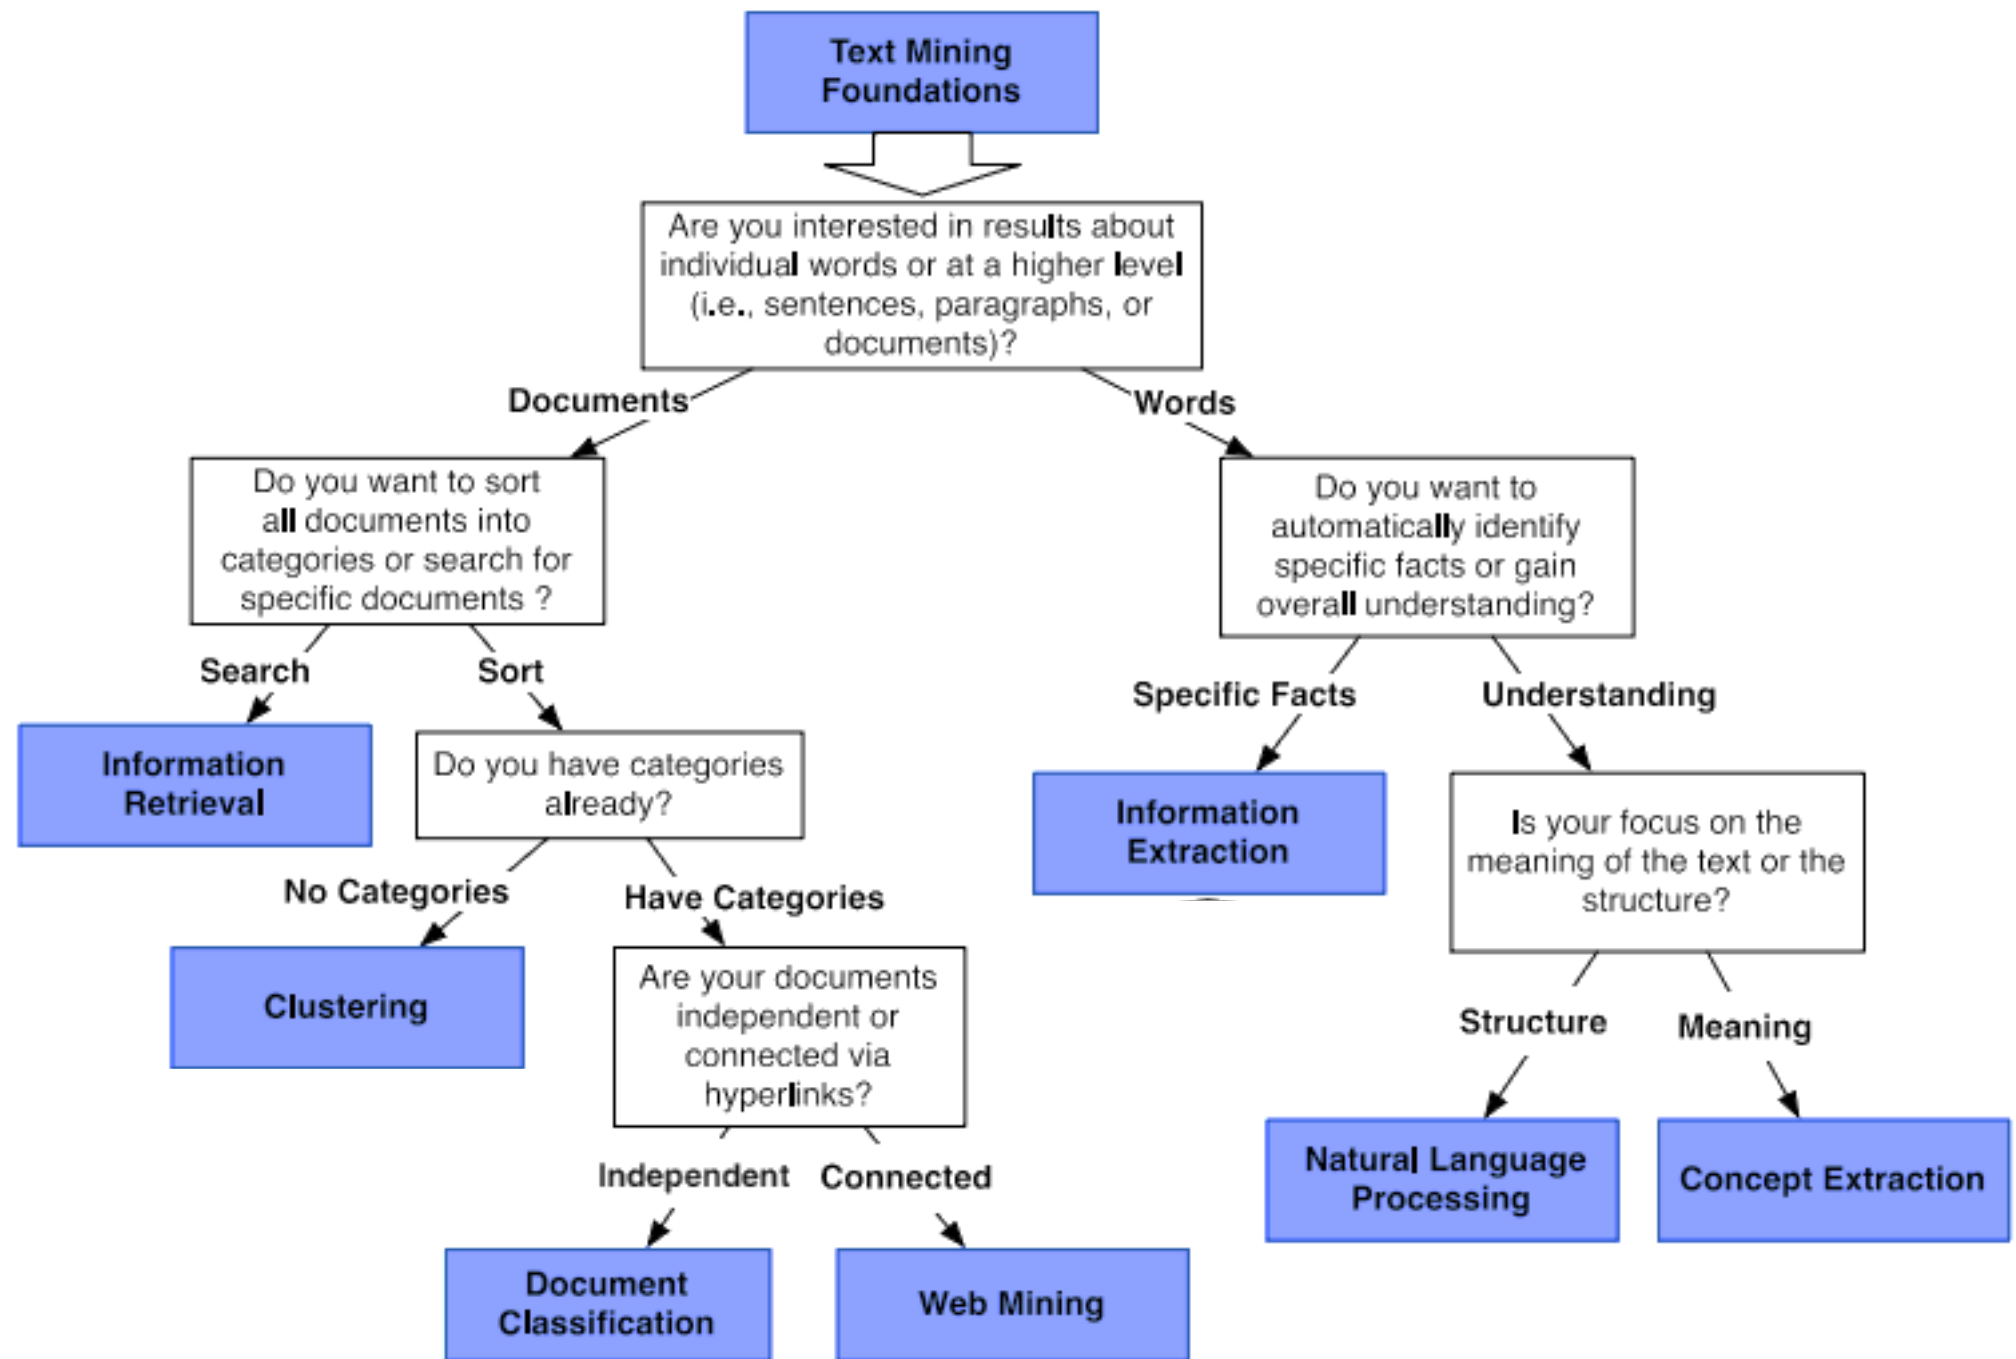 Text Mining
Foundations
Are you interested in results about
individual words or at a higher level
(i.e., sentences, paragraphs, or
documents)?
Documents
Words
Do you want to sort
all documents into
categories or search for
specific documents ?
Do you want to
automatically identify
specific facts or gain
overall understanding?
Search
Sort
Specific Facts
Understanding
Information
Retrieval
Do you have categories
already?
Information
Extraction
Is your focus on the
meaning of the text or the
structure?
No Categories
Have Categories
Clustering
Are your documents
independent or
connected via
hyperlinks?
Structure
Meaning
Independent
Connected
Natural Language
Processing
Concept Extraction
Document
Classification
Web Mining